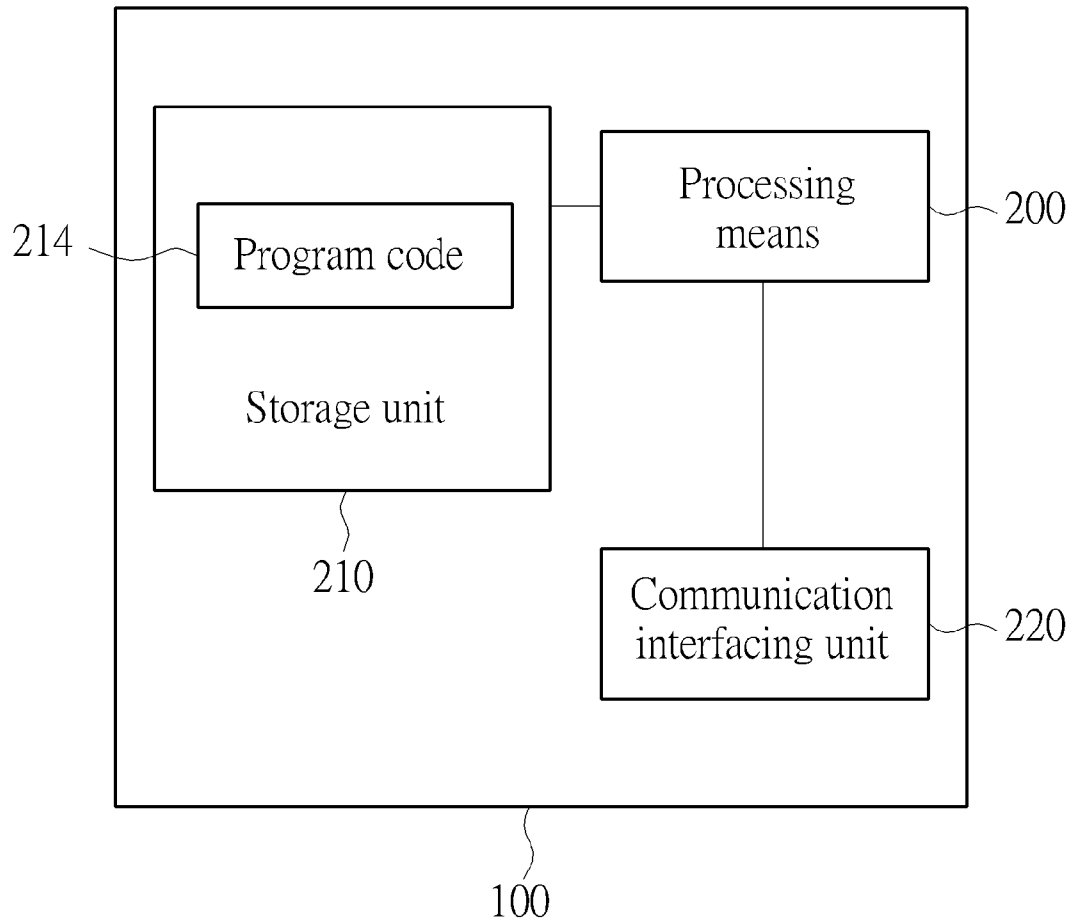 Processing
means
200
214
Program code
Storage unit
210
Communication
interfacing unit
220
100